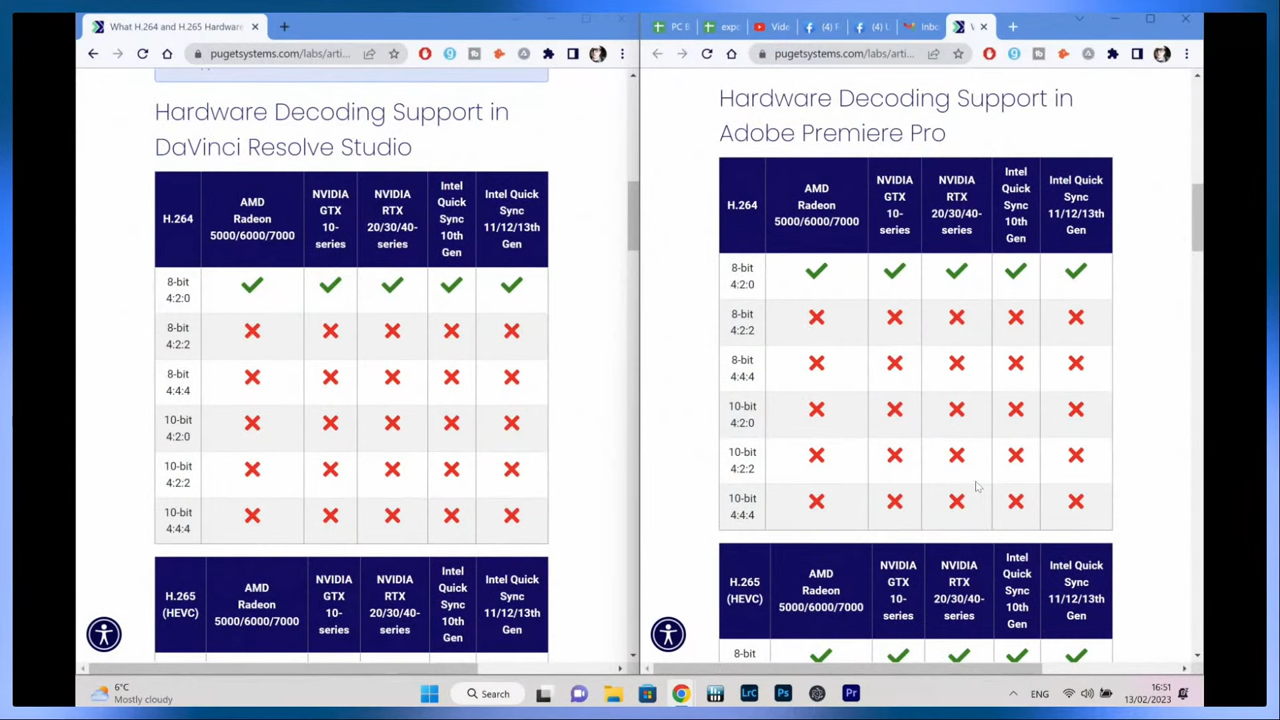 What H.264 and H.265 Hardware
pugetsystems.com/labs/arti...
Hardware Decoding Support in
DaVinci Resolve Studio
H.264
AMD
Radeon
5000/6000/7000
NVIDIA
GTX
10-
series
NVIDIA
RTX
20/30/40-
series
Intel
Quick
Sync
10th
Gen
Intel Quick
Sync
11/12/13th
Gen
8-bit
4:2:0
8-bit
4:2:2
8-bit
4:4:4
10-bit
4:2:0
10-bit
4:2:2
10-bit
4:4:4
H.265
(HEVC)
AMD
Radeon
5000/6000/7000
NVIDIA
GTX
10-
series
NVIDIA
RTX
20/30/40-
series
Intel
Quick
Sync
10th
Gen
Intel Quick
Sync
11/12/13th
Gen
PC B
expo
Vide
(4) F
(4) L
Inbo
pugetsystems.com/labs/arti...
Hardware Decoding Support in
Adobe Premiere Pro
H.264
AMD
Radeon
5000/6000/7000
NVIDIA
GTX
10-
series
NVIDIA
RTX
20/30/40-
series
Intel
Quick
Sync
10th
Gen
Intel Quick
Sync
11/12/13th
Gen
8-bit
4:2:0
8-bit
4:2:2
8-bit
4:4:4
10-bit
4:2:0
10-bit
4:2:2
10-bit
4:4:4
H.265
(HEVC)
AMD
Radeon
5000/6000/7000
NVIDIA
GTX
10-
series
NVIDIA
RTX
20/30/40-
series
Intel
Quick
Sync
10th
Gen
Intel Quick
Sync
11/12/13th
Gen
8-bit
6°C
Mostly cloudy
Search
LrC
Ps
Pr
ENG
16:51
13/02/2023